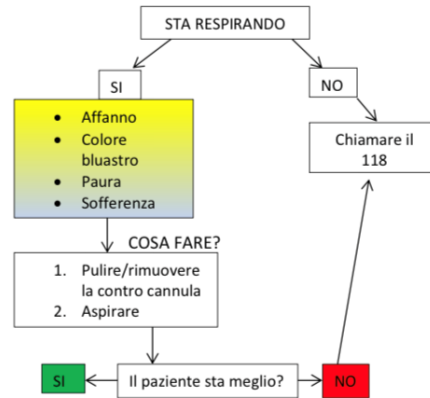 STA RESPIRANDO
SI
NO
• Affanno
• Colore
bluastro
• Paura
• Sofferenza
Chiamare il
118
COSA FARE?
1. Pulire/rimuovere
la contro cannula
2. Aspirare
SI
Il paziente sta meglio?
NO